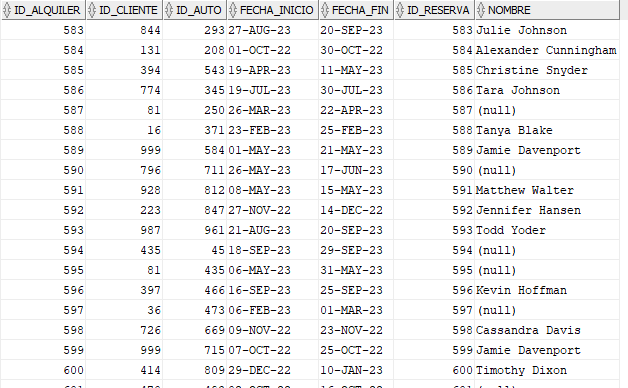 ID_ALQUILER ID_CLIENTE ID_AUTO FECHA_INICIO FECHA_FIN ID_RESERVA NOMBRE
583 844 293 27-AUG-23 20-SEP-23 583 Julie Johnson
584 131 208 01-OCT-22 30-OCT-22 584 Alexander Cunningham
585 394 543 19-APR-23 11-MAY-23 585 Christine Snyder
586 774 345 19-JUL-23 30-JUL-23 586 Tara Johnson
587 81 250 26-MAR-23 22-APR-23 587 (null)
588 16 371 23-FEB-23 25-FEB-23 588 Tanya Blake
589 999 584 01-MAY-23 21-MAY-23 589 Jamie Davenport
590 796 711 26-MAY-23 17-JUN-23 590 (null)
591 928 812 08-MAY-23 15-MAY-23 591 Matthew Walter
592 223 847 27-NOV-22 14-DEC-22 592 Jennifer Hansen
593 987 961 21-AUG-23 20-SEP-23 593 Todd Yoder
594 435 45 18-SEP-23 29-SEP-23 594 (null)
595 81 435 06-MAY-23 31-MAY-23 595 (null)
596 397 466 16-SEP-23 25-SEP-23 596 Kevin Hoffman
597 36 473 06-FEB-23 01-MAR-23 597 (null)
598 726 669 09-NOV-22 23-NOV-22 598 Cassandra Davis
599 999 715 07-OCT-22 25-OCT-22 599 Jamie Davenport
600 414 809 29-DEC-22 10-JAN-23 600 Timothy Dixon